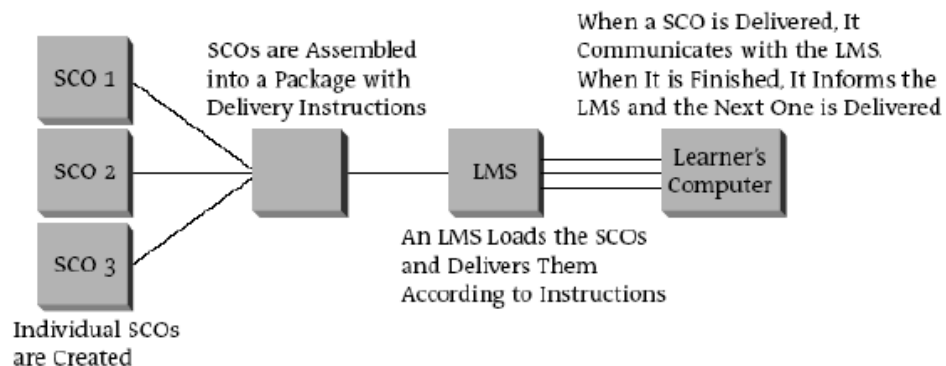 SCO 1
SCO 2
SCO 3
Individual SCOs
are Created
SCOs are Assembled
into a Package with
Delivery Instructions
LMS
An LMS Loads the SCOs
and Delivers Them
According to Instructions
When a SCO is Delivered, It
Communicates with the LMS.
When It is Finished, It Informs the
LMS and the Next One is Delivered
Learner's
Computer